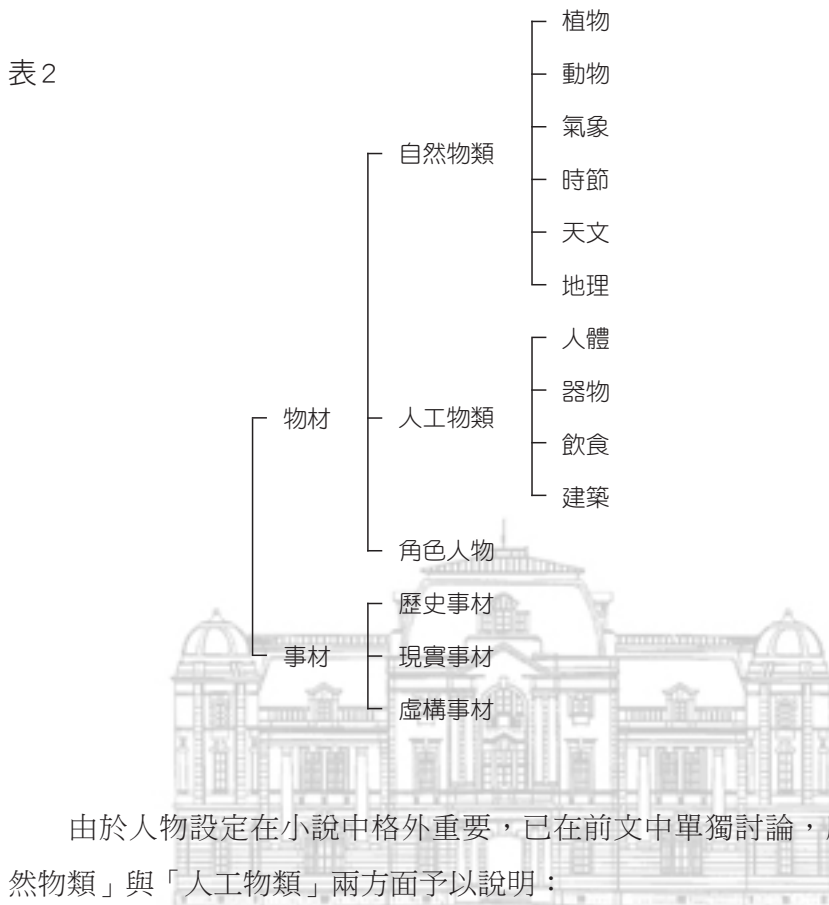 表2
植物
動物
氣象
自然物類
時節
天文
地理
人體
器物
物材
人工物類
飲食
建築
角色人物
歷史事材
事材
現實事材
虛構事材
由於人物設定在小說中格外重要，已在前文中單獨討論，
然物類」與「人工物類」兩方面予以說明：